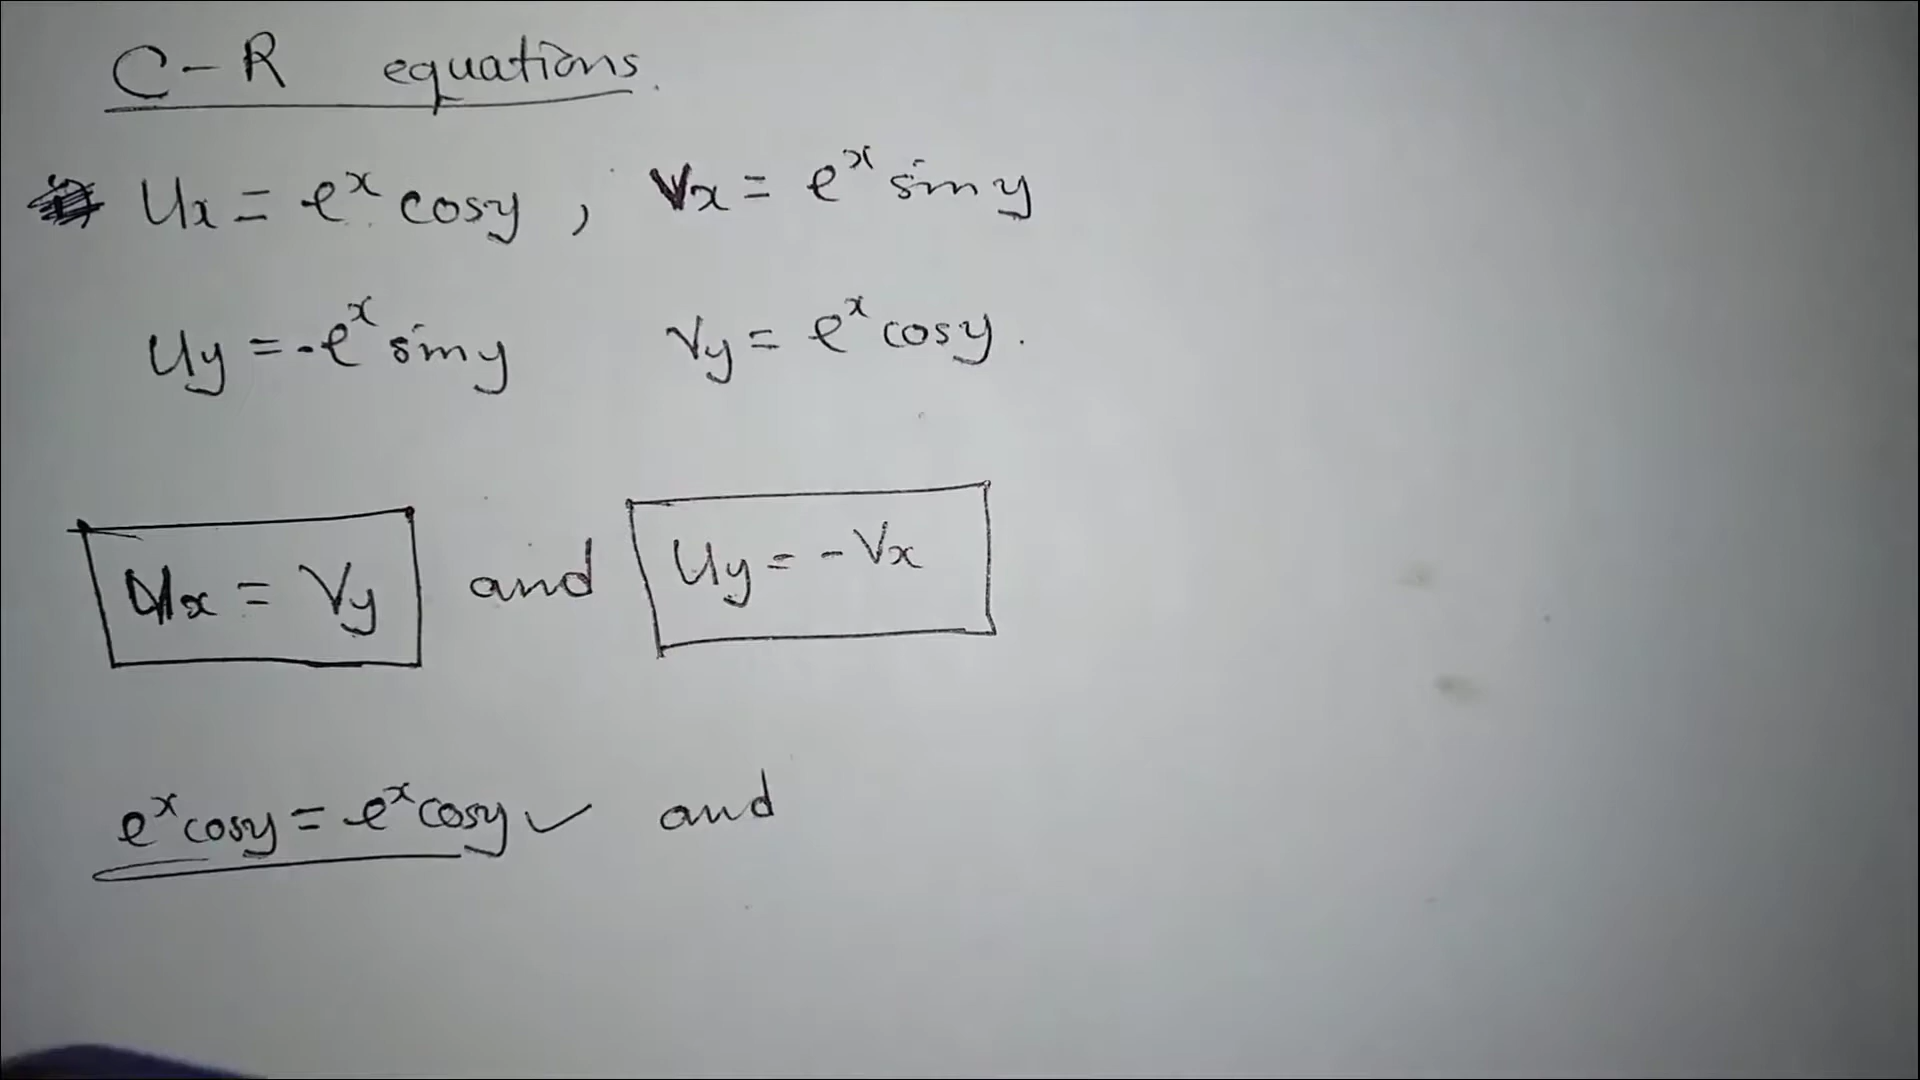 C-R equations.
Ux = e^x cosy, Vx = e^x siny
Uy = -e^x siny Vy = e^x cosy.
Ux = Vy and Uy = -Vx
e^x cosy = e^x cosy ✓ and